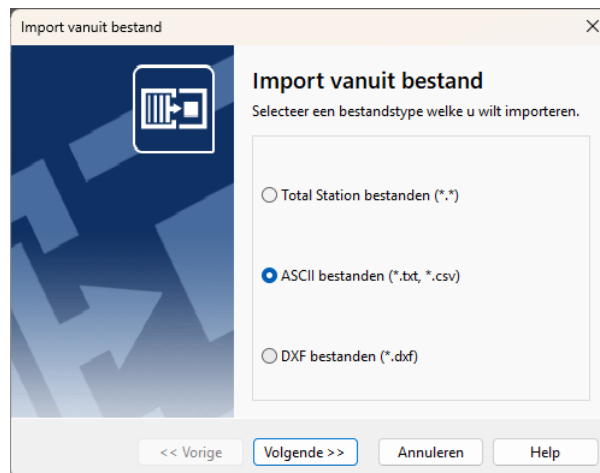 Import vanuit bestand
Import vanuit bestand
Selecteer een bestandstype welke u wilt importeren.
Total Station bestanden (*.*)
ASCII bestanden (*.txt, *.csv)
DXF bestanden (*.dxf)
<< Vorige Volgende >> Annuleren Help